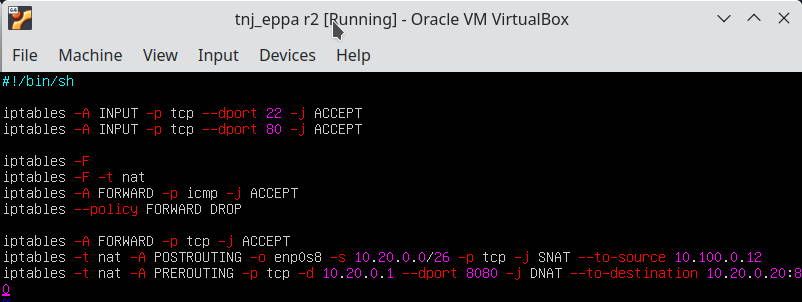 tnj_eppa r2 [Running] - Oracle VM VirtualBox
File Machine View Input Devices Help
#!/bin/sh
iptables -A INPUT -p tcp --dport 22 -j ACCEPT
iptables -A INPUT -p tcp --dport 80 -j ACCEPT
iptables -F
iptables -F -t nat
iptables -A FORWARD -p icmp -j ACCEPT
iptables --policy FORWARD DROP
iptables -A FORWARD -p tcp -j ACCEPT
iptables -t nat -A POSTROUTING -o enp0s8 -s 10.20.0.0/26 -p tcp -j SNAT --to-source 10.100.0.12
iptables -t nat -A PREROUTING -p tcp -d 10.20.0.1 --dport 8080 -j DNAT --to-destination 10.20.0.20:8
0